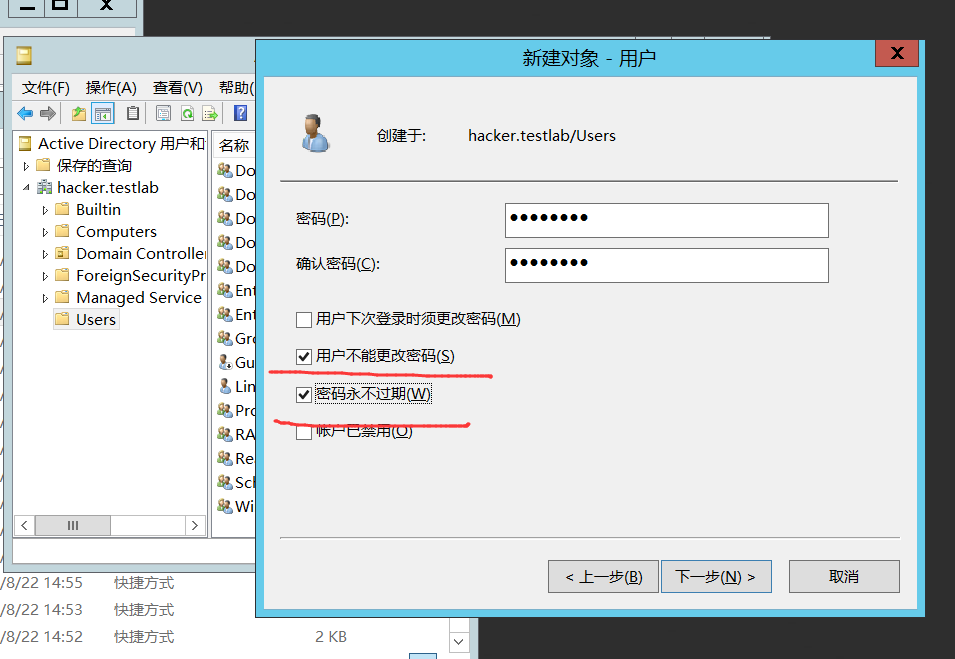 新建对象 - 用户
X
文件(F) 操作(A) 查看(V) 帮助(
Active Directory 用户和
保存的查询
hacker.testlab
Builtin
Computers
Domain Controller
ForeignSecurityPr
Managed Service
Users
名称
Do
Do
Do
Do
Do
Ent
Ent
Gro
Gu
Lin
Pro
RA
Re
Sch
Wi
创建于: hacker.testlab/Users
密码(P):
确认密码(C):
用户下次登录时须更改密码(M)
用户不能更改密码(S)
密码永不过期(W)
帐户已禁用(O)
< 上一步(B) 下一步(N) > 取消
/8/22 14:55 快捷方式
/8/22 14:53 快捷方式
/8/22 14:52 快捷方式 2 KB